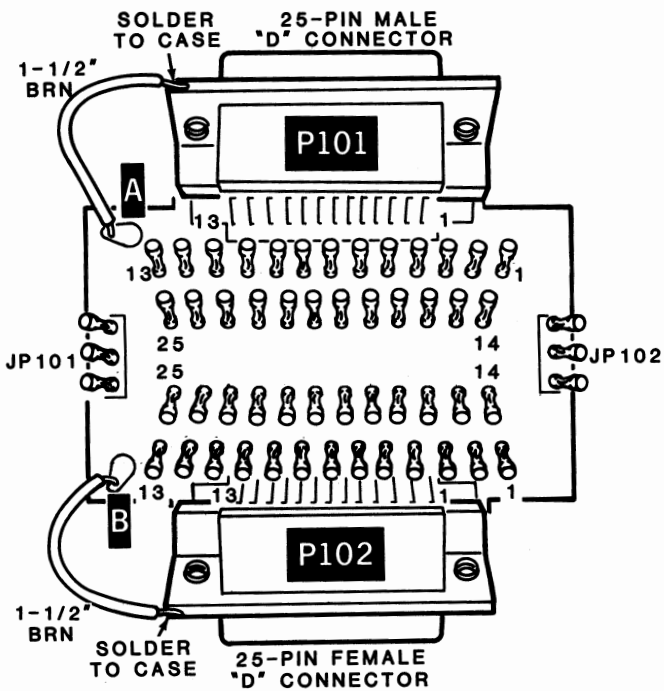 SOLDER
TO CASE
25-PIN MALE
"D" CONNECTOR
1-1/2"
BRN
P101
A
13
1
13
1
25
14
JP101
JP102
25
14
13
13
1
1
B
P102
1-1/2"
BRN
SOLDER
TO CASE
25-PIN FEMALE
"D" CONNECTOR